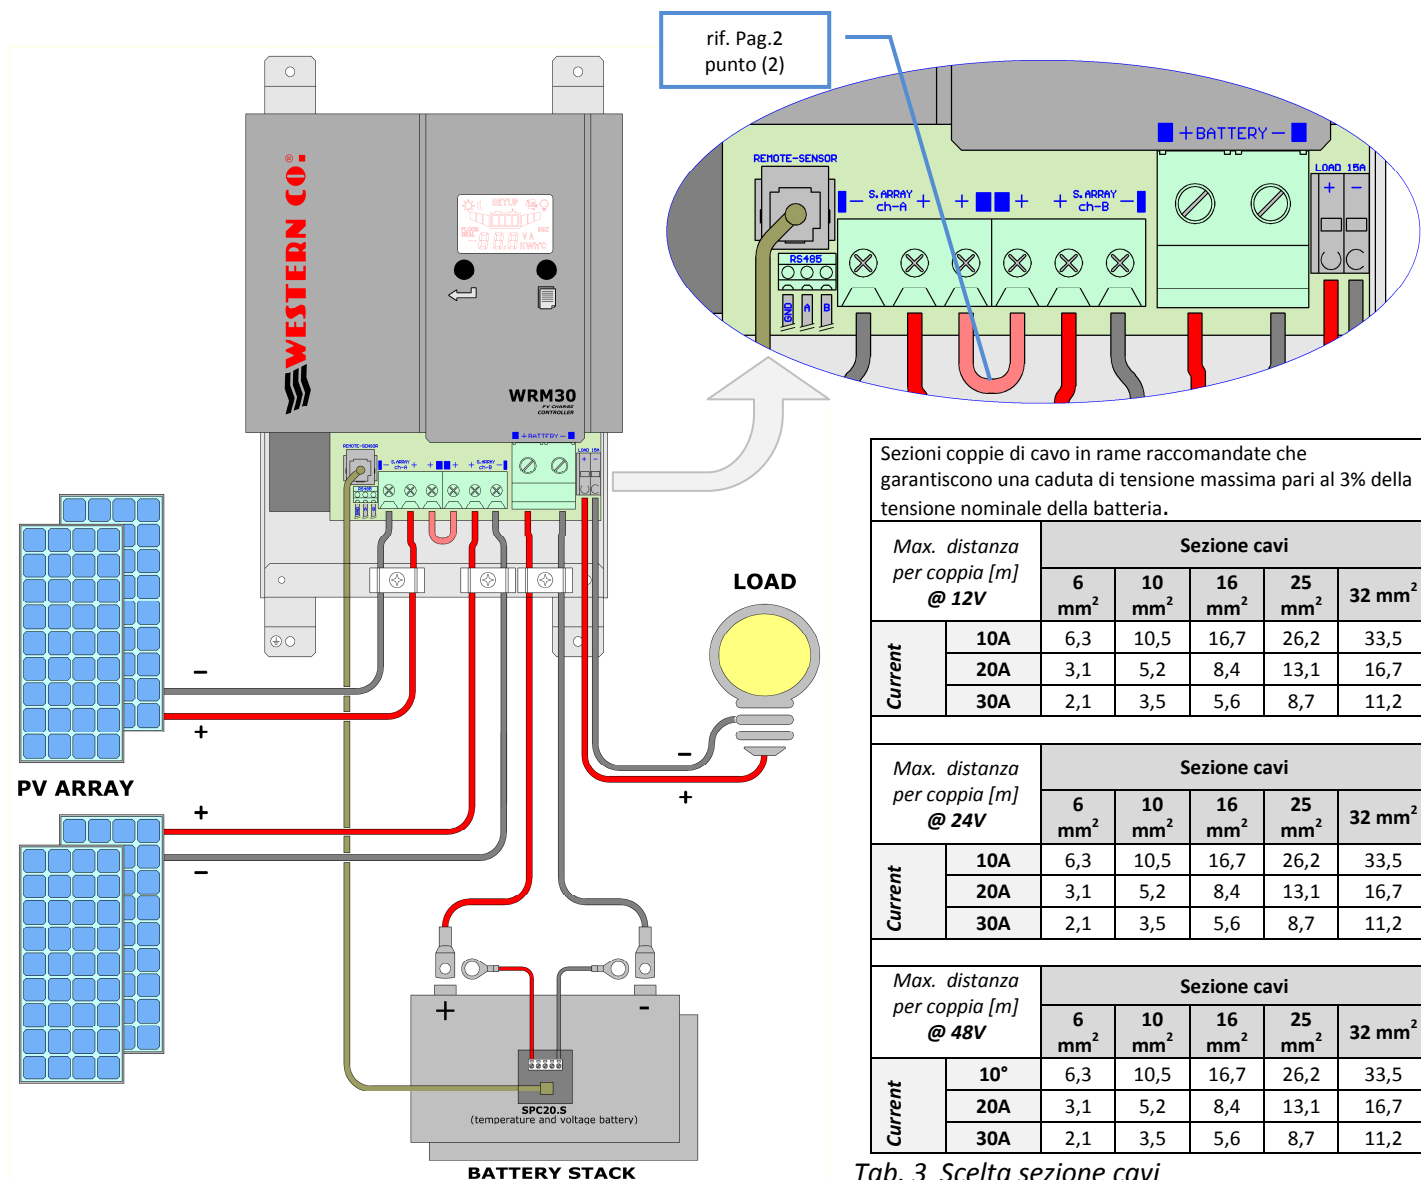 rif. Pag.2
punto (2)
+BATTERY-
REMOTE-SENSOR
LOAD 15A
+ -
- S.ARRAY ch-A +
+ +
+ S.ARRAY ch-B -
RS485
GND A B
WESTERN CO.®
SETUP
WRM30
PV CHARGE
CONTROLLER
+BATTERY-
REMOTE-SENSOR
LOAD 15A
+ -
- S.ARRAY ch-A +
+ +
+ S.ARRAY ch-B -
RS485
LOAD
-
+
PV ARRAY
+
-
-
+
+
-
SPC20.S
(temperature and voltage battery)
BATTERY STACK
Sezioni coppie di cavo in rame raccomandate che
garantiscono una caduta di tensione massima pari al 3% della
tensione nominale della batteria.
Max. distanza
per coppia [m]
@ 12V
Sezione cavi
6 mm² 10 mm² 16 mm² 25 mm² 32 mm²
Current
10A 6,3 10,5 16,7 26,2 33,5
20A 3,1 5,2 8,4 13,1 16,7
30A 2,1 3,5 5,6 8,7 11,2
Max. distanza
per coppia [m]
@ 24V
Sezione cavi
6 mm² 10 mm² 16 mm² 25 mm² 32 mm²
Current
10A 6,3 10,5 16,7 26,2 33,5
20A 3,1 5,2 8,4 13,1 16,7
30A 2,1 3,5 5,6 8,7 11,2
Max. distanza
per coppia [m]
@ 48V
Sezione cavi
6 mm² 10 mm² 16 mm² 25 mm² 32 mm²
Current
10° 6,3 10,5 16,7 26,2 33,5
20A 3,1 5,2 8,4 13,1 16,7
30A 2,1 3,5 5,6 8,7 11,2
Tab. 3 Scelta sezione cavi